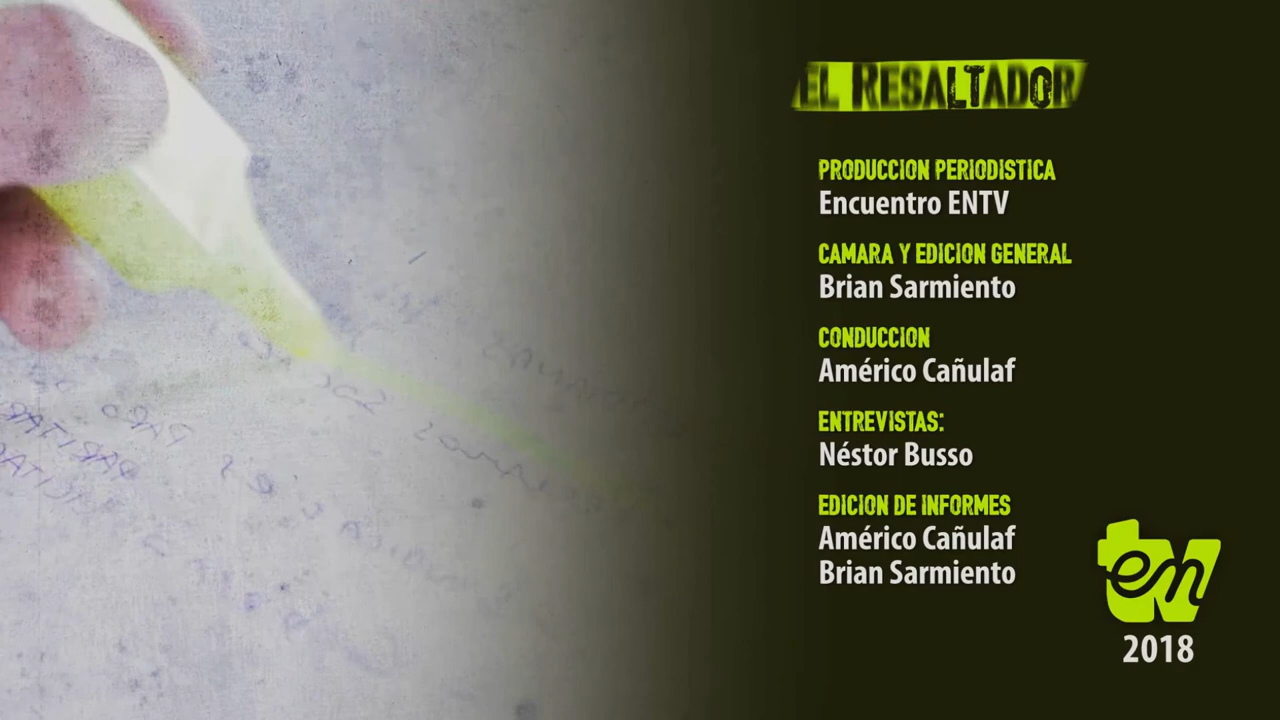 EL RESALTADOR
PRODUCCION PERIODISTICA
Encuentro ENTV
CAMARA Y EDICION GENERAL
Brian Sarmiento
CONDUCCION
Américo Cañulaf
ENTREVISTAS:
Néstor Busso
EDICION DE INFORMES
Américo Cañulaf
Brian Sarmiento
en tv
2018